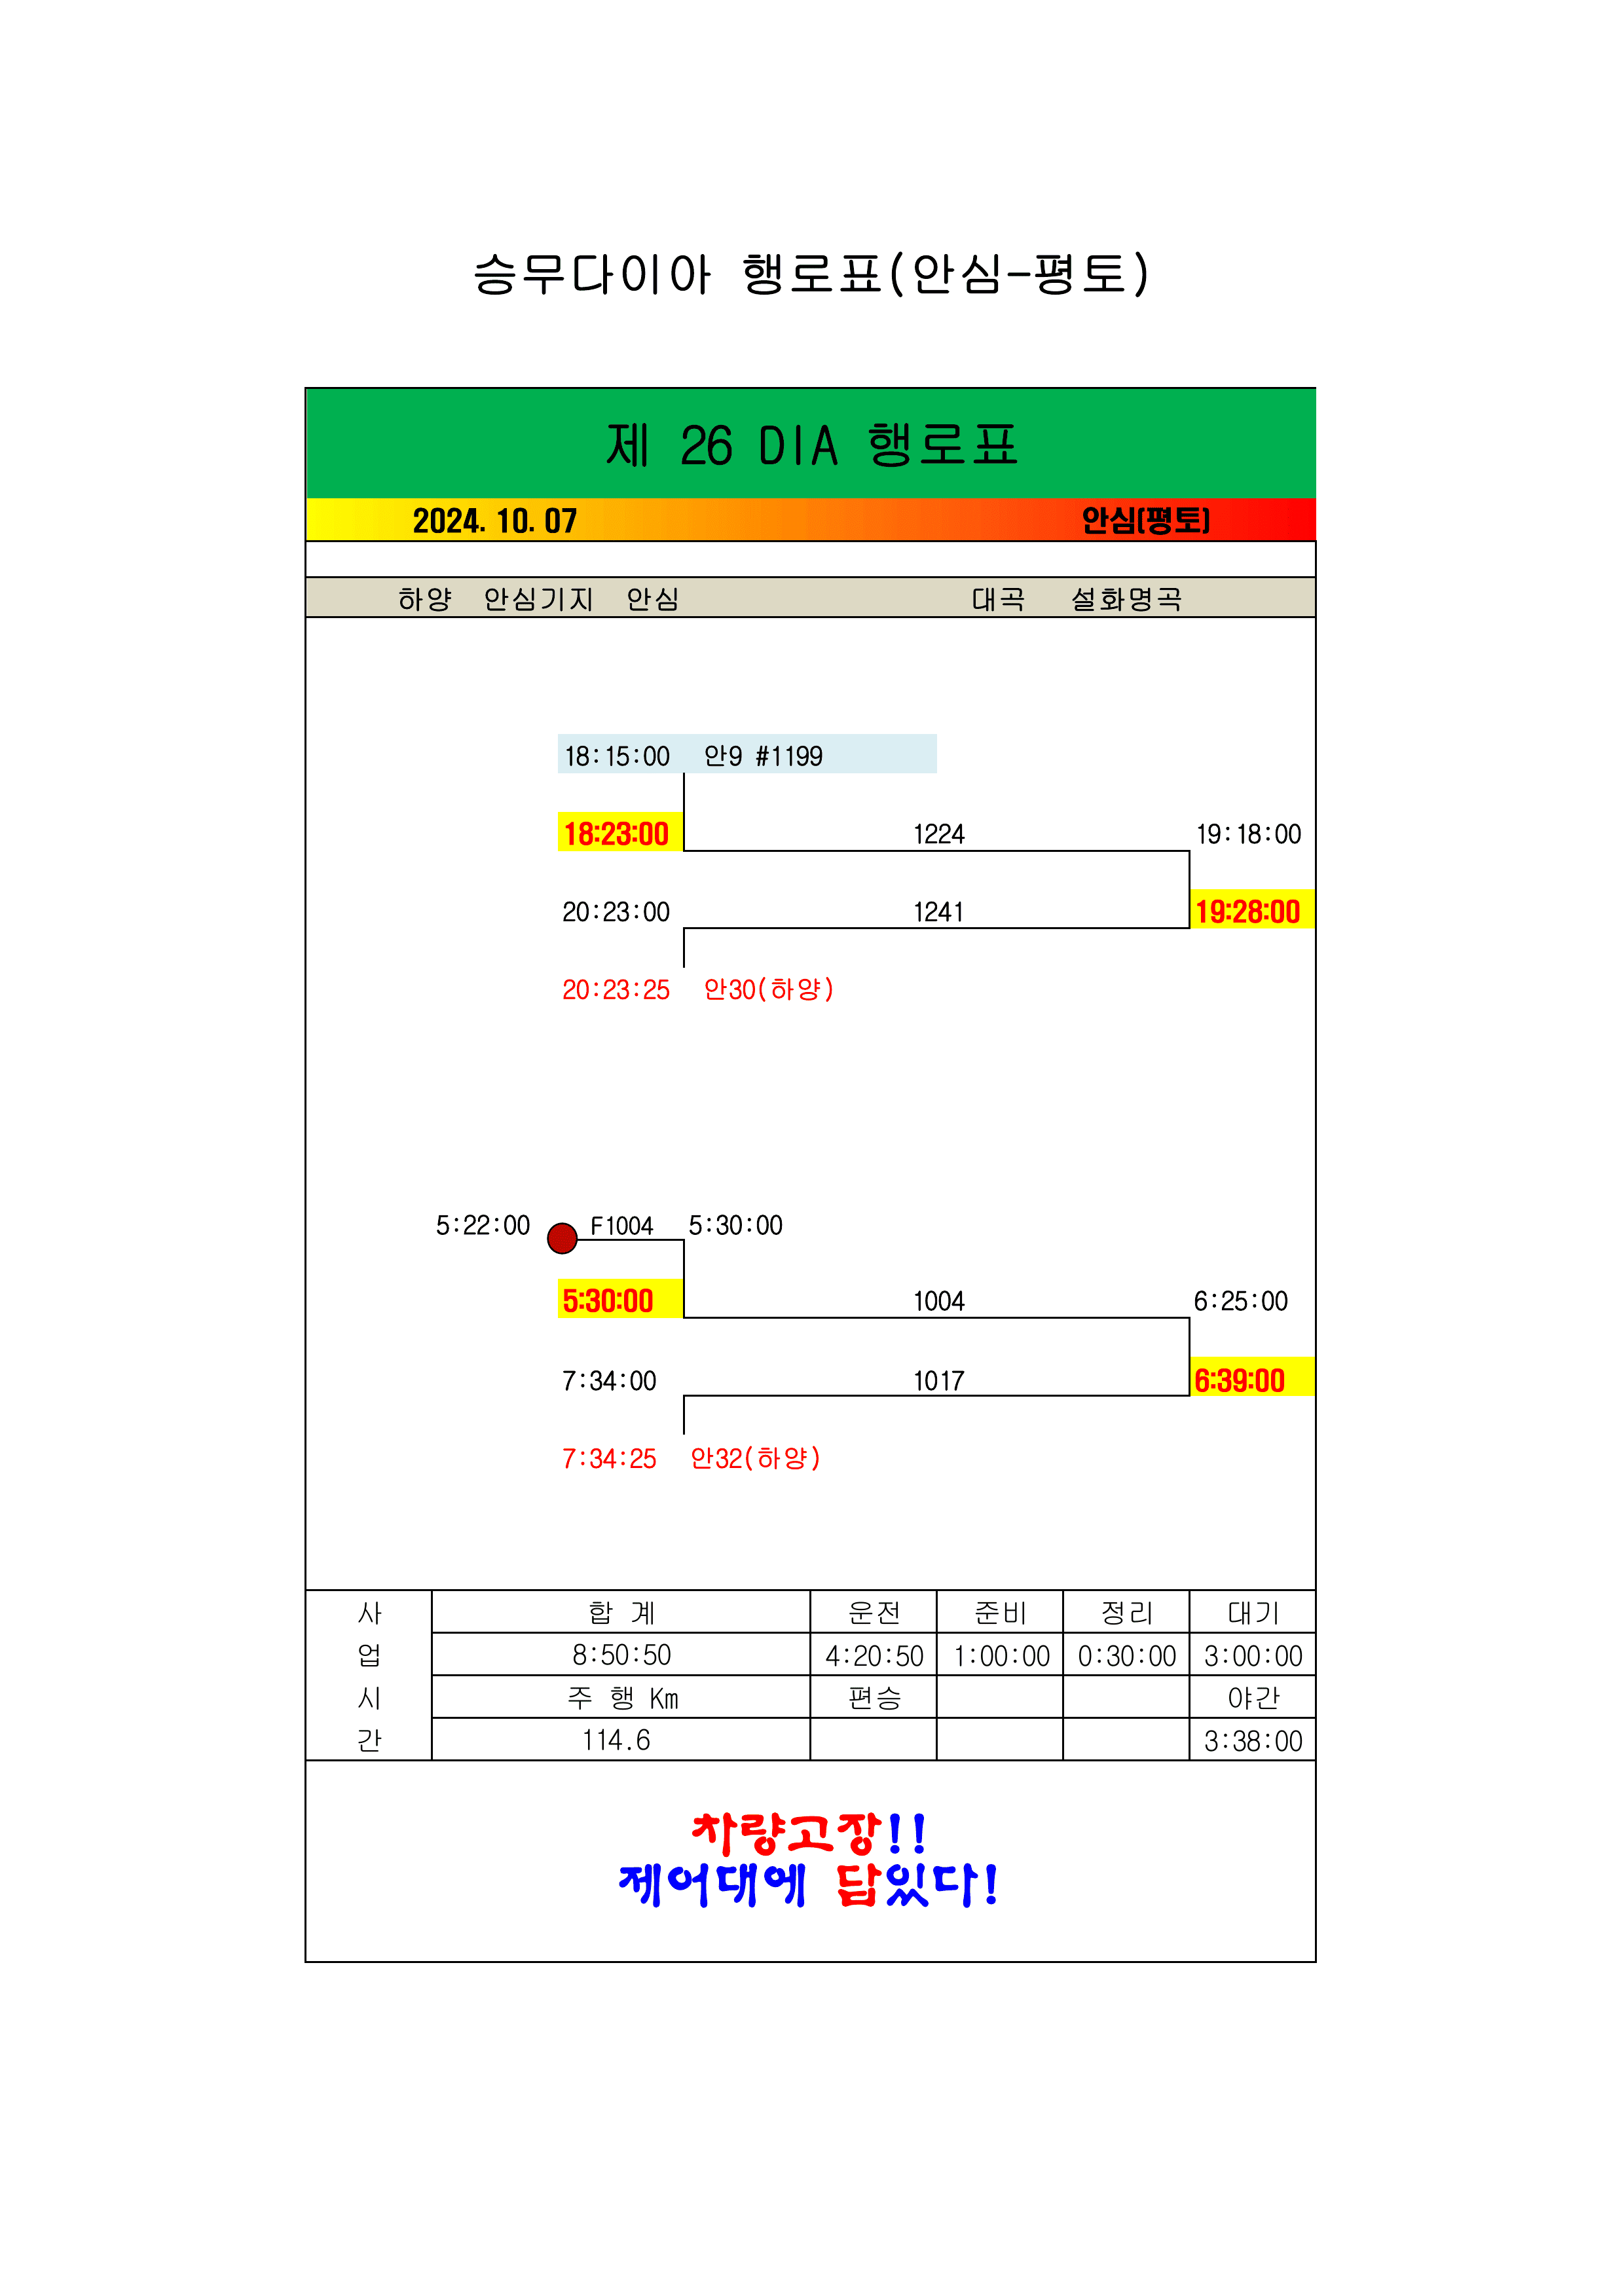 승무다이아 행로표(안심-평토)
제 26 DIA 행로표
2024. 10. 07 안심(평토)
하양 안심기지 안심 대곡 설화명곡
18:15:00 안9 #1199
18:23:00 1224 19:18:00
20:23:00 1241 19:28:00
20:23:25 안30(하양)
5:22:00 F1004 5:30:00
5:30:00 1004 6:25:00
7:34:00 1017 6:39:00
7:34:25 안32(하양)
사 합 계 운전 준비 정리 대기
업 8:50:50 4:20:50 1:00:00 0:30:00 3:00:00
시 주 행 Km 편승 야간
간 114.6 3:38:00
차량고장!!
제어대에 답있다!